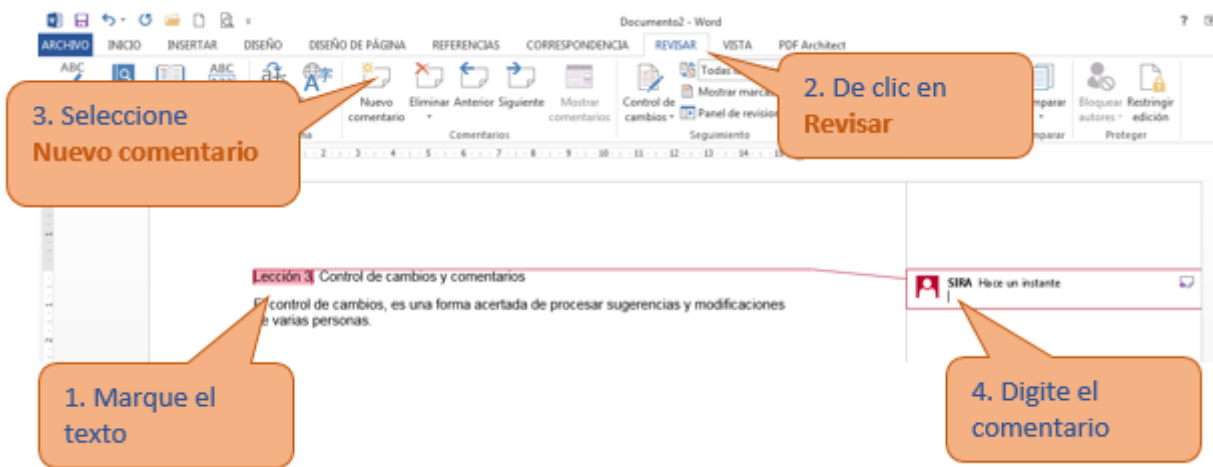 Documento2 - Word
ARCHIVO INICIO INSERTAR DISEÑO DISEÑO DE PÁGINA REFERENCIAS CORRESPONDENCIA REVISAR VISTA PDF Architect
ABC ABC
Nuevo comentario
Eliminar Anterior Siguiente
Mostrar comentarios
Control de cambios
Mostrar
Panel de
Bloquear autores
Restringir edición
Comentarios Seguimiento Proteger
3. Seleccione
Nuevo comentario
2. De clic en
Revisar
Lección 3. Control de cambios y comentarios
El control de cambios, es una forma acertada de procesar sugerencias y modificaciones
de varias personas.
SIRA Hace un instante
1. Marque el
texto
4. Digite el
comentario